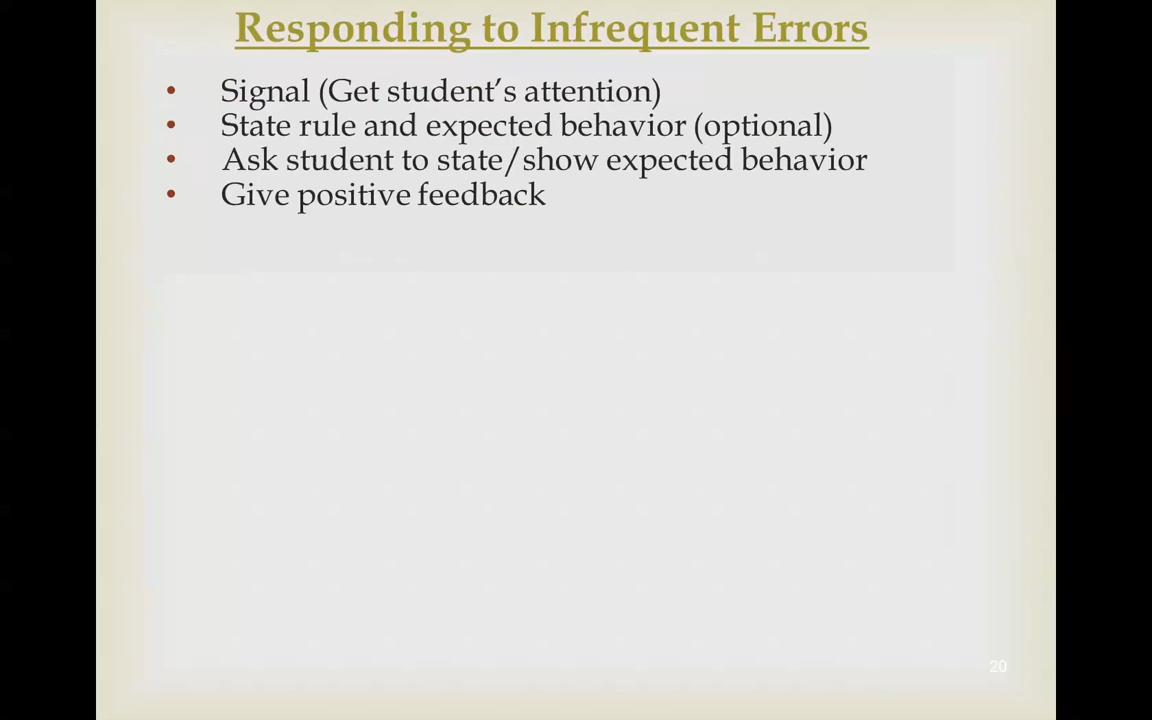 Responding to Infrequent Errors
• Signal (Get student’s attention)
• State rule and expected behavior (optional)
• Ask student to state/show expected behavior
• Give positive feedback
20